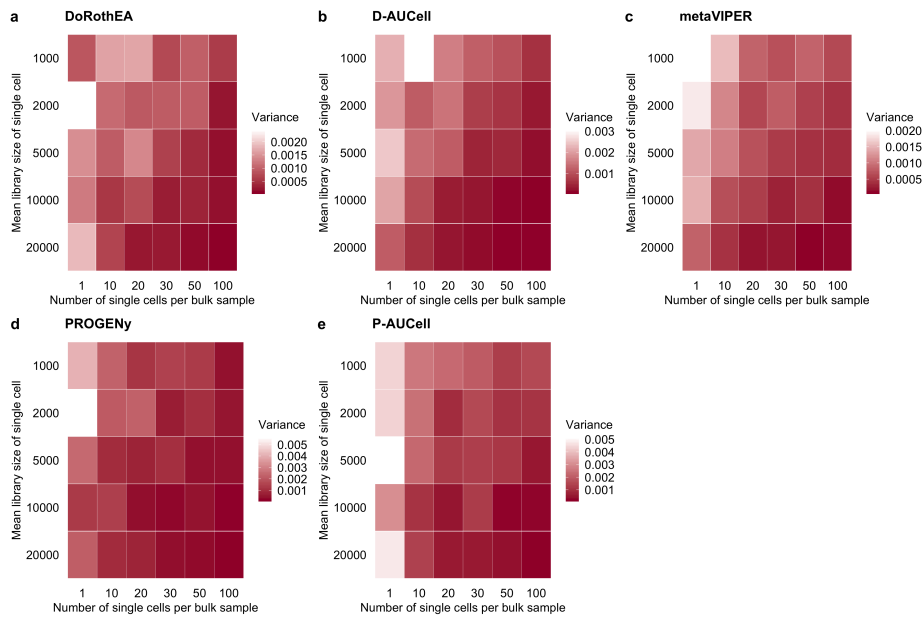 a DoRothEA
Mean library size of single cell
1000
2000
5000
10000
20000
1 10 20 30 50 100
Number of single cells per bulk sample
Variance
0.0020
0.0015
0.0010
0.0005
b D-AUCell
Mean library size of single cell
1000
2000
5000
10000
20000
1 10 20 30 50 100
Number of single cells per bulk sample
Variance
0.003
0.002
0.001
c metaVIPER
Mean library size of single cell
1000
2000
5000
10000
20000
1 10 20 30 50 100
Number of single cells per bulk sample
Variance
0.0020
0.0015
0.0010
0.0005
d PROGENy
Mean library size of single cell
1000
2000
5000
10000
20000
1 10 20 30 50 100
Number of single cells per bulk sample
Variance
0.005
0.004
0.003
0.002
0.001
e P-AUCell
Mean library size of single cell
1000
2000
5000
10000
20000
1 10 20 30 50 100
Number of single cells per bulk sample
Variance
0.005
0.004
0.003
0.002
0.001